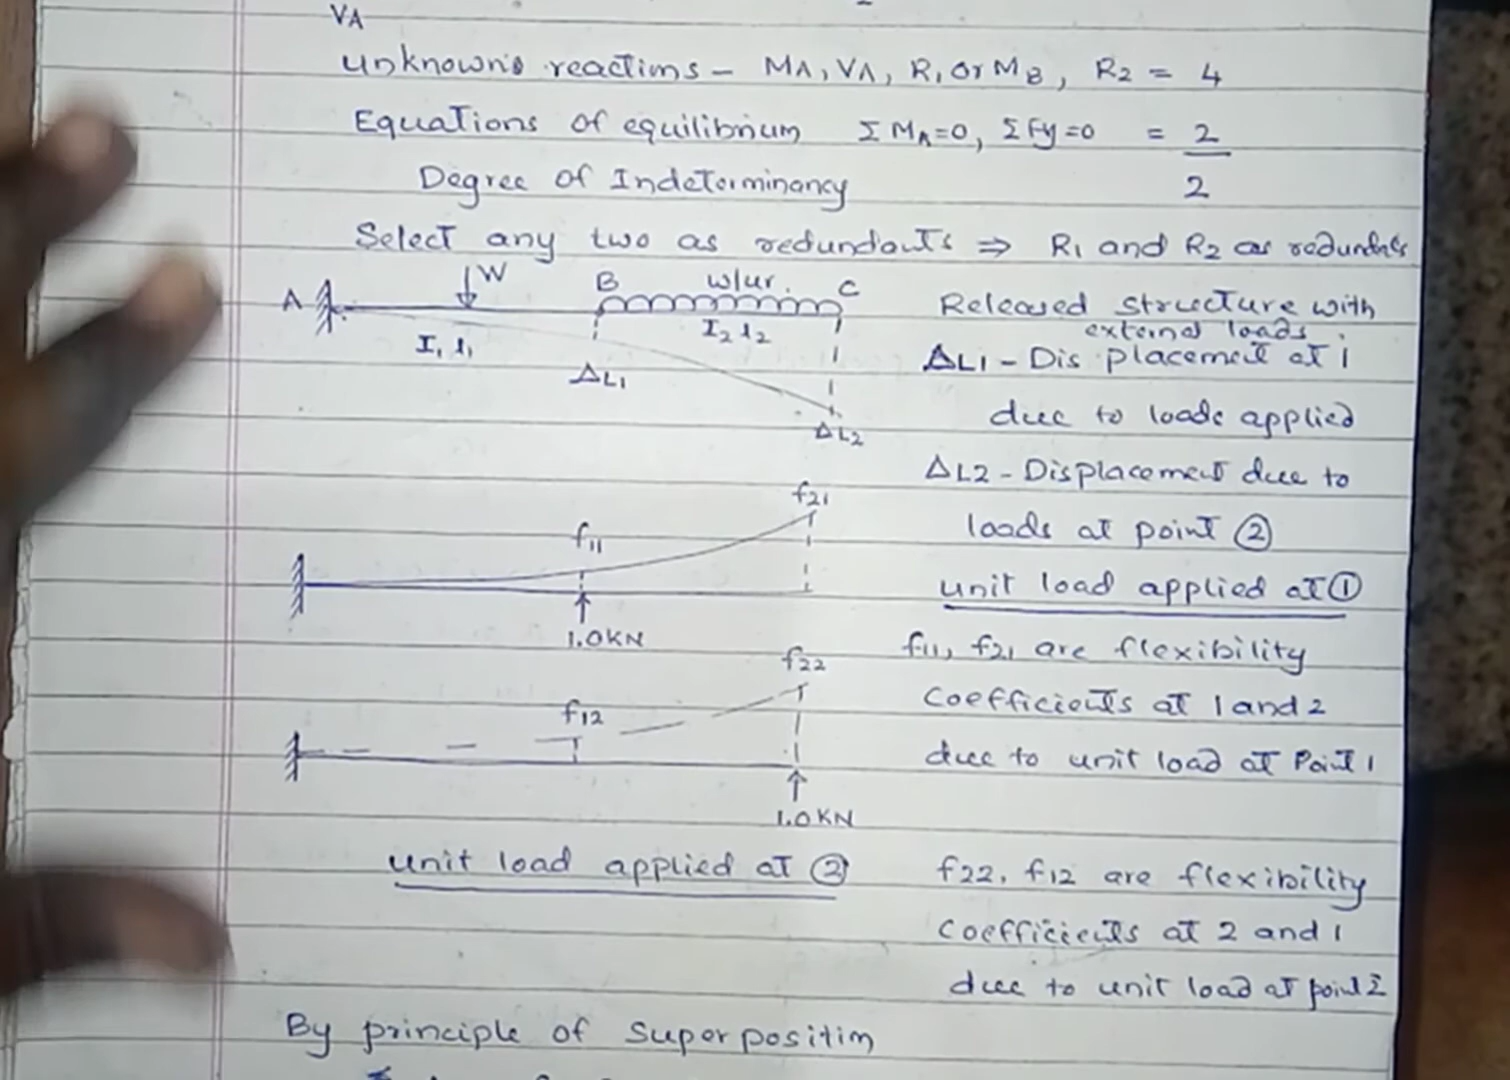 VA
Unknown's reactions - MA, VA, R1 or MB, R2 = 4
Equations of equilibrium ΣMA=0, ΣFy=0 = 2
Degree of Indeterminancy 2
Select any two as redundants ⇒ R1 and R2 as redundnts
A W B w/ur. C
I1 l1 I2 l2
ΔL1
ΔL2
Released structure with
external loads.
ΔL1 - Displacement at 1
due to loads applied
ΔL2 - Displacement due to
loads at point ②
f11 f21
1.0KN
unit load applied at ①
f11, f21 are flexibility
Coefficients at 1 and 2
due to unit load at Point 1
f12 f22
1.0KN
unit load applied at ②
f22, f12 are flexibility
Coefficients at 2 and 1
due to unit load at point 2
By principle of Superposition